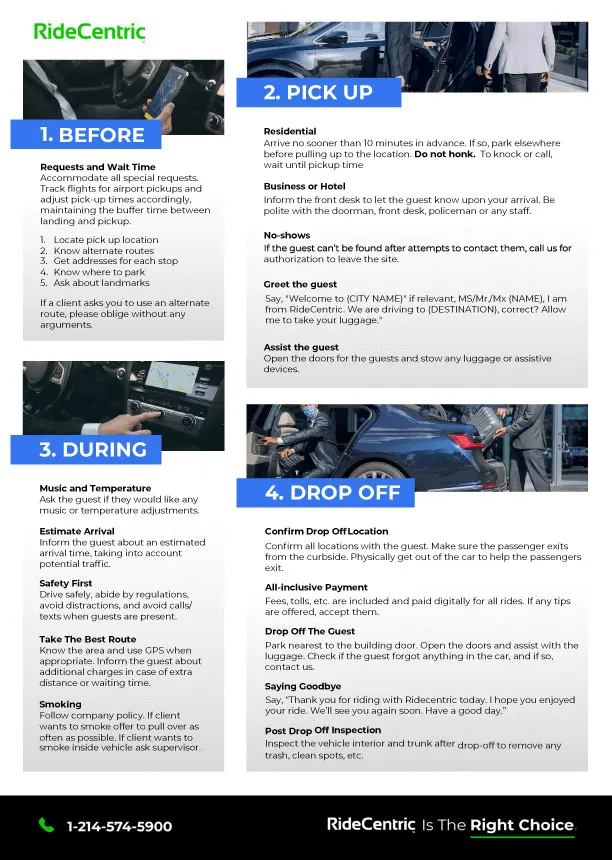 RideCentric
1. BEFORE
Requests and Wait Time
Accommodate all special requests.
Track flights for airport pickups and
adjust pick-up times accordingly,
maintaining the buffer time between
landing and pickup.
1. Locate pick up location
2. Know alternate routes
3. Get addresses for each stop
4. Know where to park
5. Ask about landmarks
If a client asks you to use an alternate
route, please oblige without any
arguments.
2. PICK UP
Residential
Arrive no sooner than 10 minutes in advance. If so, park elsewhere
before pulling up to the location. Do not honk. To knock or call,
wait until pickup time
Business or Hotel
Inform the front desk to let the guest know upon your arrival. Be
polite with the doorman, front desk, policeman or any staff.
No-shows
If the guest can't be found after attempts to contact them, call us for
authorization to leave the site.
Greet the guest
Say, "Welcome to (CITY NAME)" if relevant, MS/Mr./Mx (NAME), I am
from RideCentric. We are driving to (DESTINATION), correct? Allow
me to take your luggage."
Assist the guest
Open the doors for the guests and stow any luggage or assistive
devices.
3. DURING
Music and Temperature
Ask the guest if they would like any
music or temperature adjustments.
Estimate Arrival
Inform the guest about an estimated
arrival time, taking into account
potential traffic.
Safety First
Drive safely, abide by regulations,
avoid distractions, and avoid calls/
texts when guests are present.
Take The Best Route
Know the area and use GPS when
appropriate. Inform the guest about
additional charges in case of extra
distance or waiting time.
Smoking
Follow company policy. If client
wants to smoke offer to pull over as
often as possible. If client wants to
smoke inside vehicle ask supervisor.
4. DROP OFF
Confirm Drop Off Location
Confirm all locations with the guest. Make sure the passenger exits
from the curbside. Physically get out of the car to help the passengers
exit.
All-inclusive Payment
Fees, tolls, etc. are included and paid digitally for all rides. If any tips
are offered, accept them.
Drop Off The Guest
Park nearest to the building door. Open the doors and assist with the
luggage. Check if the guest forgot anything in the car, and if so,
contact us.
Saying Goodbye
Say, "Thank you for riding with Ridecentric today. I hope you enjoyed
your ride. We'll see you again soon. Have a good day."
Post Drop Off Inspection
Inspect the vehicle interior and trunk after drop-off to remove any
trash, clean spots, etc.
1-214-574-5900
RideCentric Is The Right Choice.